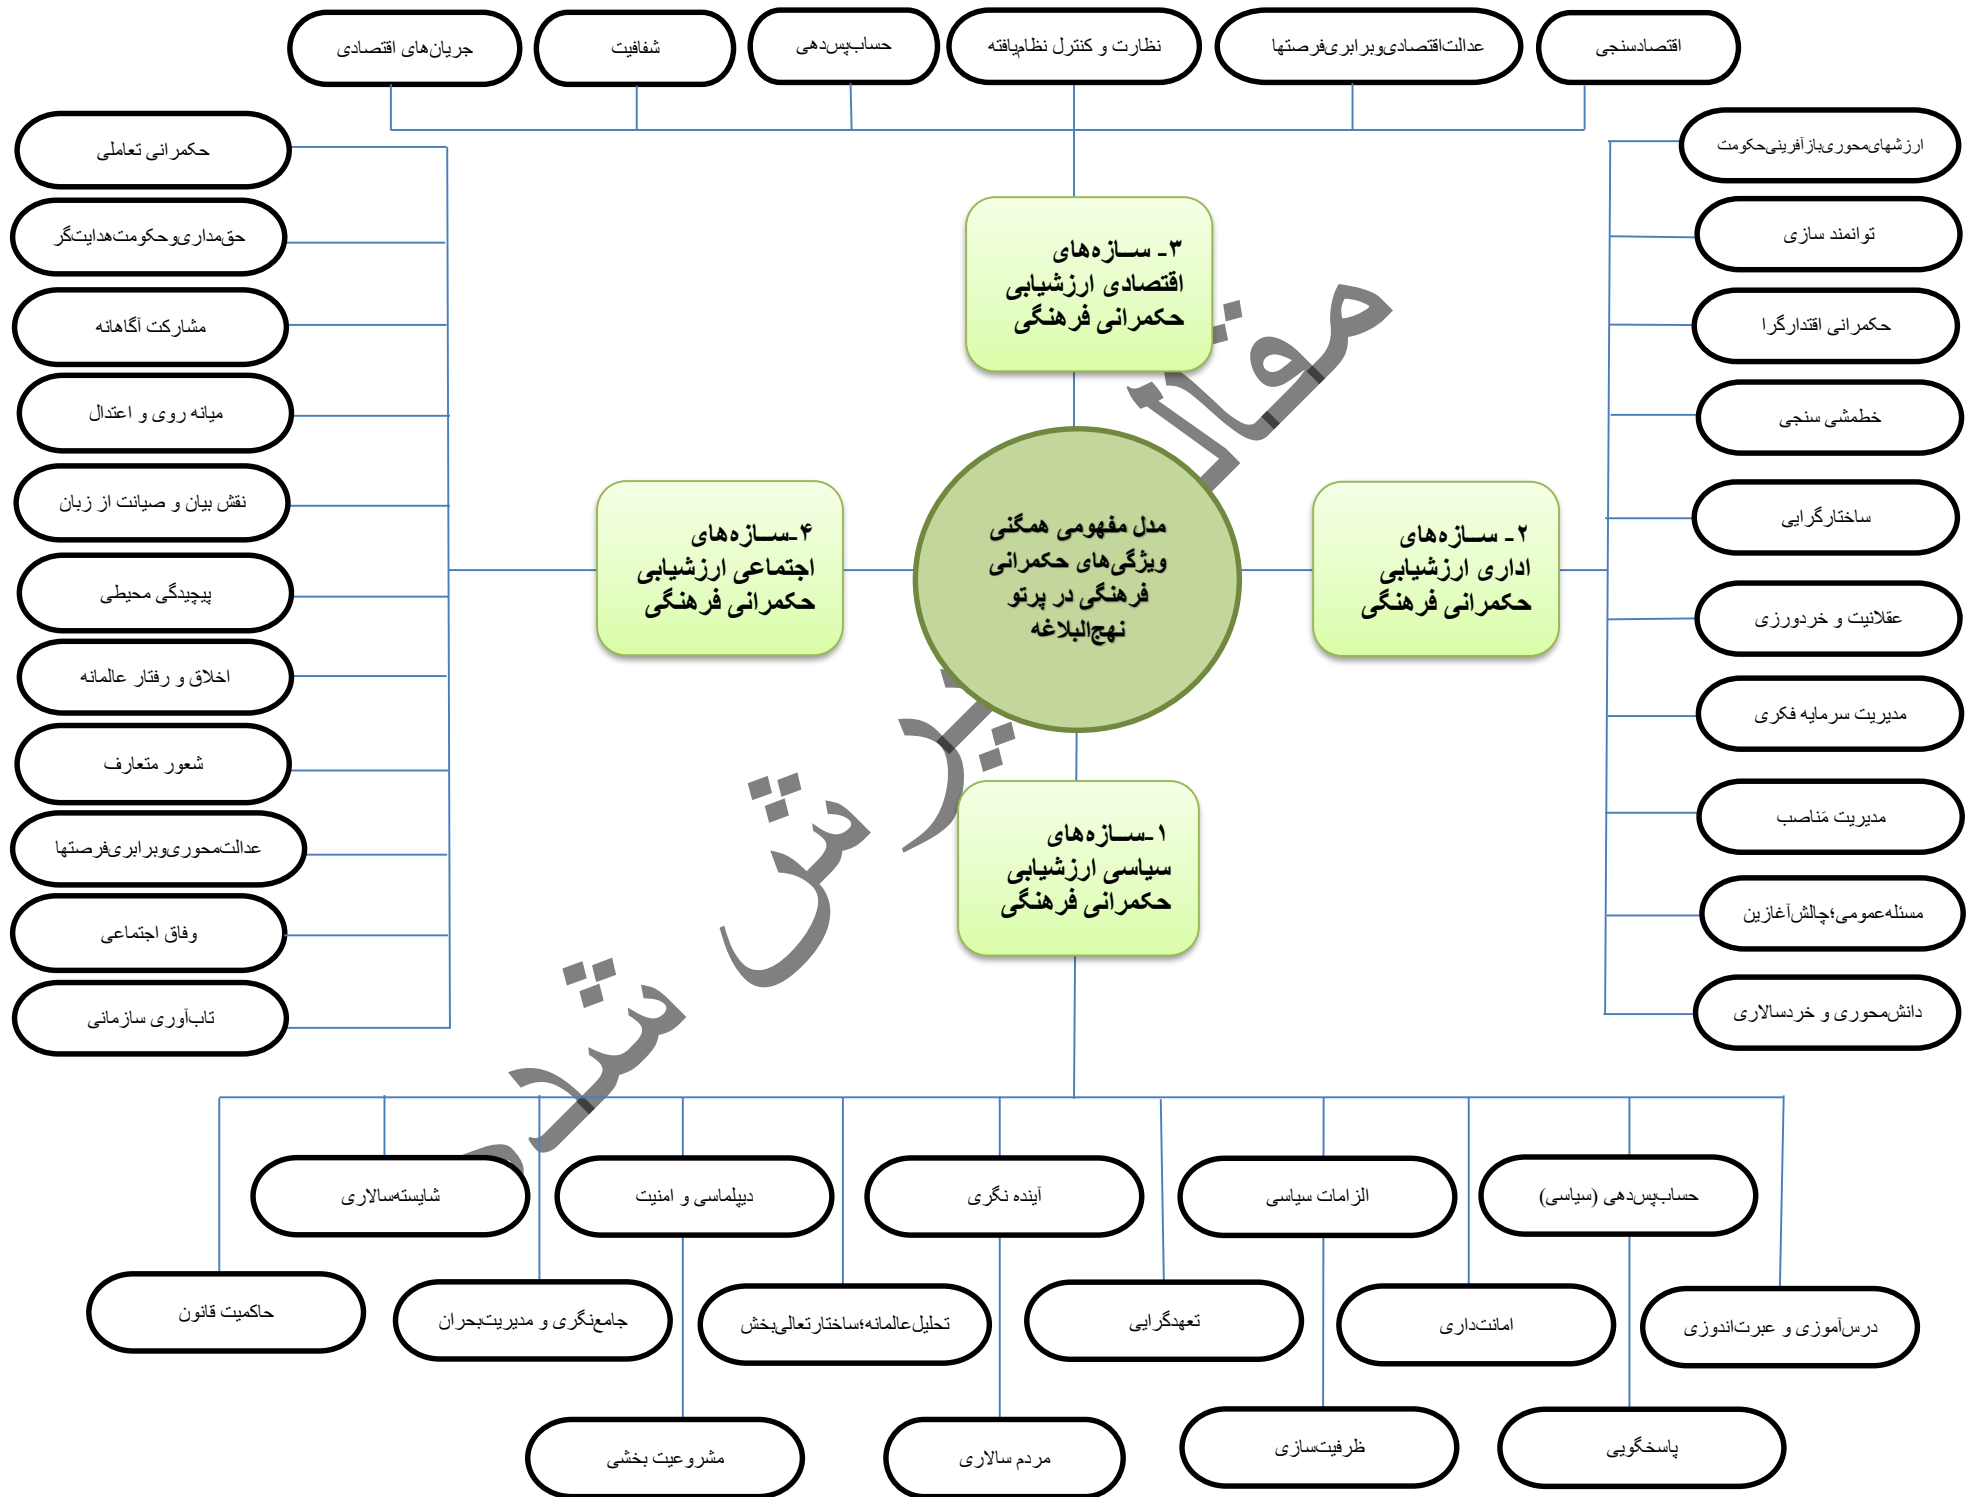 اقتصادسنجی
عدالت‌اقتصادی‌وبرابری‌فرصتها
نظارت و کنترل نظام‌یافته
حساب‌پس‌دهی
شفافیت
جریان‌های اقتصادی
۳- سازه‌های
اقتصادی ارزشیابی
حکمرانی فرهنگی
ارزشهای‌محوری‌بازآفرینی‌حکومت
توانمند سازی
حکمرانی اقتدارگرا
خط‌مشی سنجی
ساختارگرایی
عقلانیت و خردورزی
مدیریت سرمایه فکری
مدیریت مَناصب
مسئله‌عمومی؛چالش‌آغازین
دانش‌محوری و خردسالاری
۲- سازه‌های
اداری ارزشیابی
حکمرانی فرهنگی
مدل مفهومی همگنی
ویژگی‌های حکمرانی
فرهنگی در پرتو
نهج‌البلاغه
۴-سازه‌های
اجتماعی ارزشیابی
حکمرانی فرهنگی
حکمرانی تعاملی
حق‌مداری‌وحکومت‌هدایت‌گر
مشارکت آگاهانه
میانه روی و اعتدال
نقش بیان و صیانت از زبان
پیچیدگی محیطی
اخلاق و رفتار عالمانه
شعور متعارف
عدالت‌محوری‌وبرابری‌فرصتها
وفاق اجتماعی
تاب‌آوری سازمانی
۱-سازه‌های
سیاسی ارزشیابی
حکمرانی فرهنگی
حساب‌پس‌دهی (سیاسی)
الزامات سیاسی
آینده نگری
دیپلماسی و امنیت
شایسته‌سالاری
درس‌آموزی و عبرت‌اندوزی
امانت‌داری
تعهدگرایی
تحلیل‌عالمانه؛ساختارتعالی‌بخش
جامع‌نگری و مدیریت‌بحران
حاکمیت قانون
پاسخگویی
ظرفیت‌سازی
مردم سالاری
مشروعیت بخشی